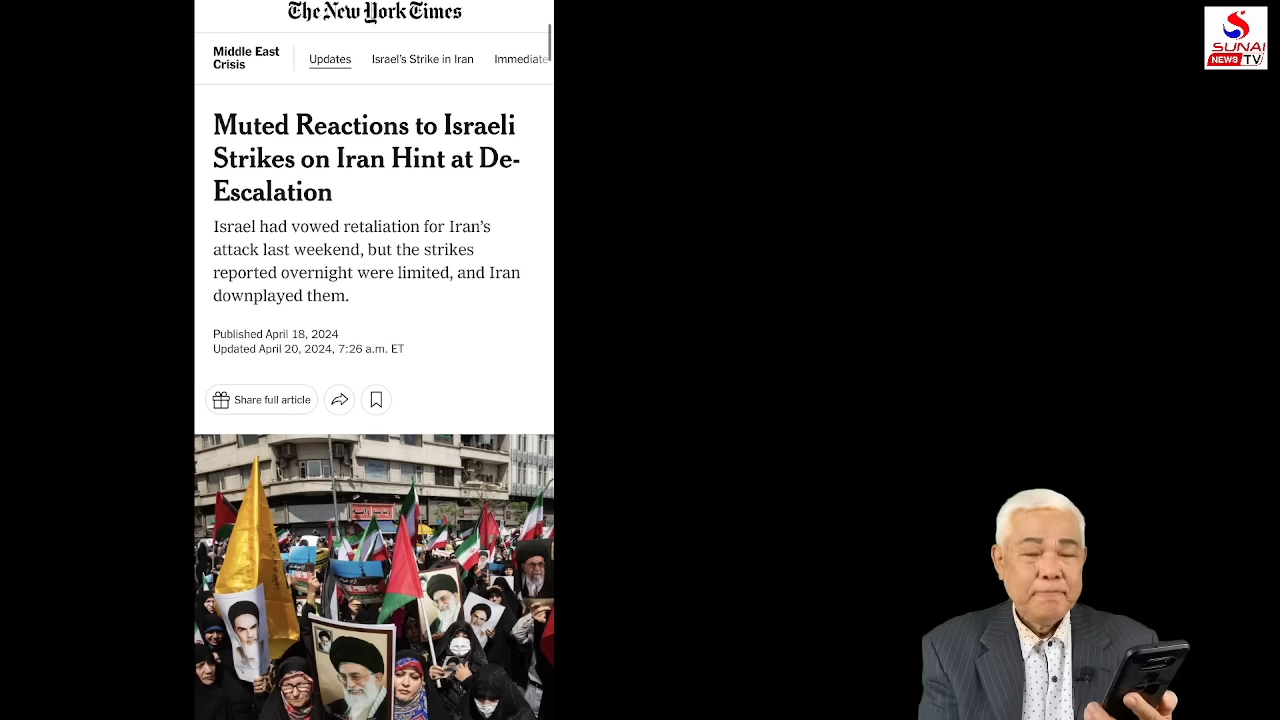 The New York Times
Middle East
Crisis
Updates
Israel's Strike in Iran
Immediate
Muted Reactions to Israeli
Strikes on Iran Hint at De-
Escalation
Israel had vowed retaliation for Iran's
attack last weekend, but the strikes
reported overnight were limited, and Iran
downplayed them.
Published April 18, 2024
Updated April 20, 2024, 7:26 a.m. ET
Share full article
SUNAI
NEWS TV